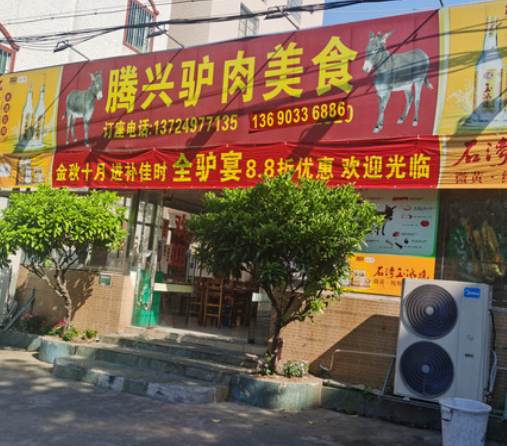 腾兴驴肉美食
订座电话:13724977135
136 9033 6886
金秋十月 进补佳时 全驴宴8.8折优惠 欢迎光临
石湾
石湾玉冰烧
Midea